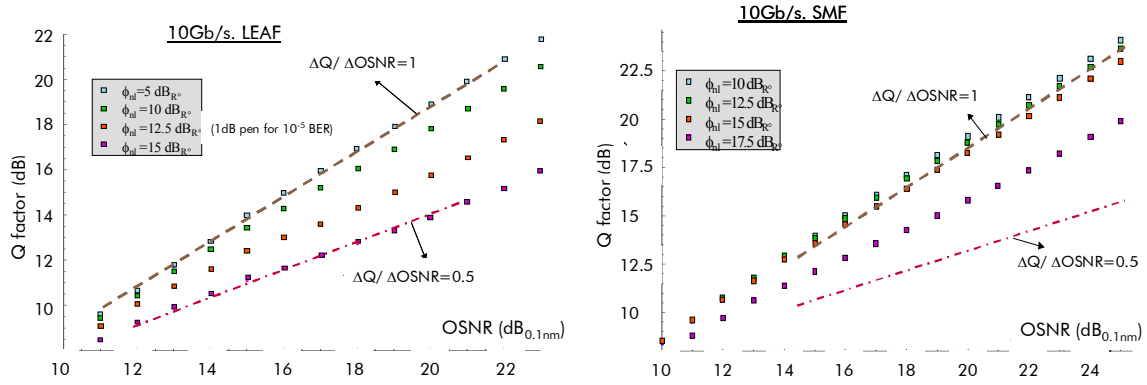 10Gb/s. LEAF
22
20
18
16
14
12
10
Q factor (dB)
ϕnl =5 dBR°
ϕnl =10 dBR°
ϕnl =12.5 dBR° (1dB pen for 10-5 BER)
ϕnl =15 dBR°
ΔQ/ ΔOSNR=1
ΔQ/ ΔOSNR=0.5
OSNR (dB0.1nm)
10 12 14 16 18 20 22
10Gb/s. SMF
22.5
20
17.5
15
12.5
10
Q factor (dB)
ϕnl =10 dBR°
ϕnl =12.5 dBR°
ϕnl =15 dBR°
ϕnl =17.5 dBR°
ΔQ/ ΔOSNR=1
ΔQ/ ΔOSNR=0.5
OSNR (dB0.1nm)
10 12 14 16 18 20 22 24